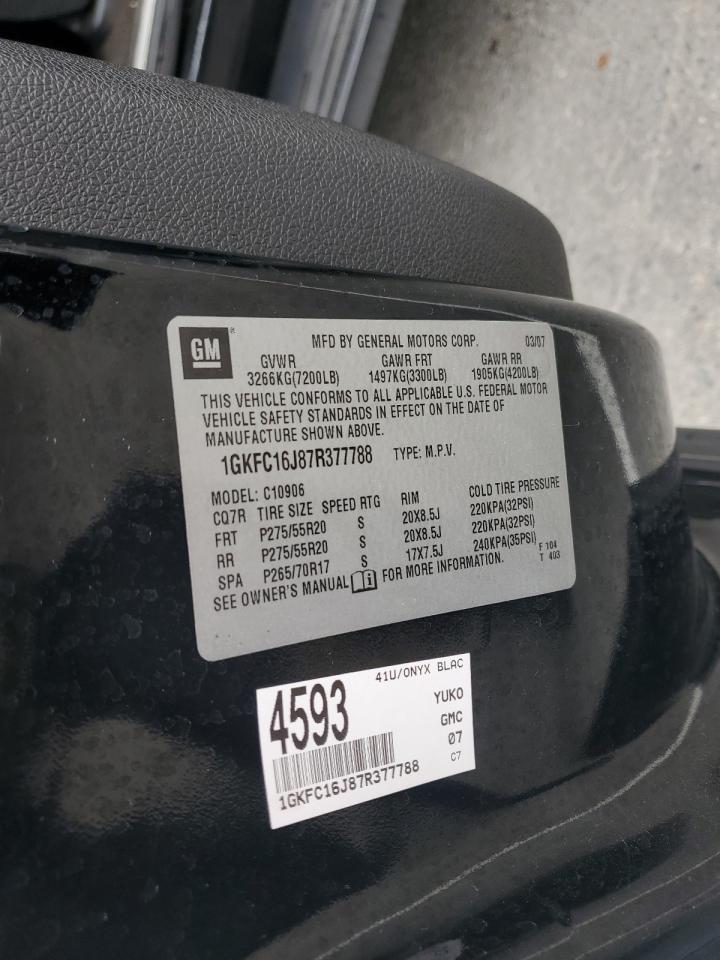 GM
MFD BY GENERAL MOTORS CORP. 03/07
GVWR GAWR FRT GAWR RR
3266KG(7200LB) 1497KG(3300LB) 1905KG(4200LB)
THIS VEHICLE CONFORMS TO ALL APPLICABLE U.S. FEDERAL MOTOR
VEHICLE SAFETY STANDARDS IN EFFECT ON THE DATE OF
MANUFACTURE SHOWN ABOVE.
1GKFC16J87R377788 TYPE: M.P.V.
MODEL: C10906
CQ7R TIRE SIZE SPEED RTG RIM COLD TIRE PRESSURE
FRT P275/55R20 S 20X8.5J 220KPA(32PSI)
RR P275/55R20 S 20X8.5J 220KPA(32PSI)
SPA P265/70R17 S 17X7.5J 240KPA(35PSI)
F 104
T 403
SEE OWNER'S MANUAL FOR MORE INFORMATION.
41U/ONYX BLAC
4593
YUKO
GMC
07
C7
1GKFC16J87R377788